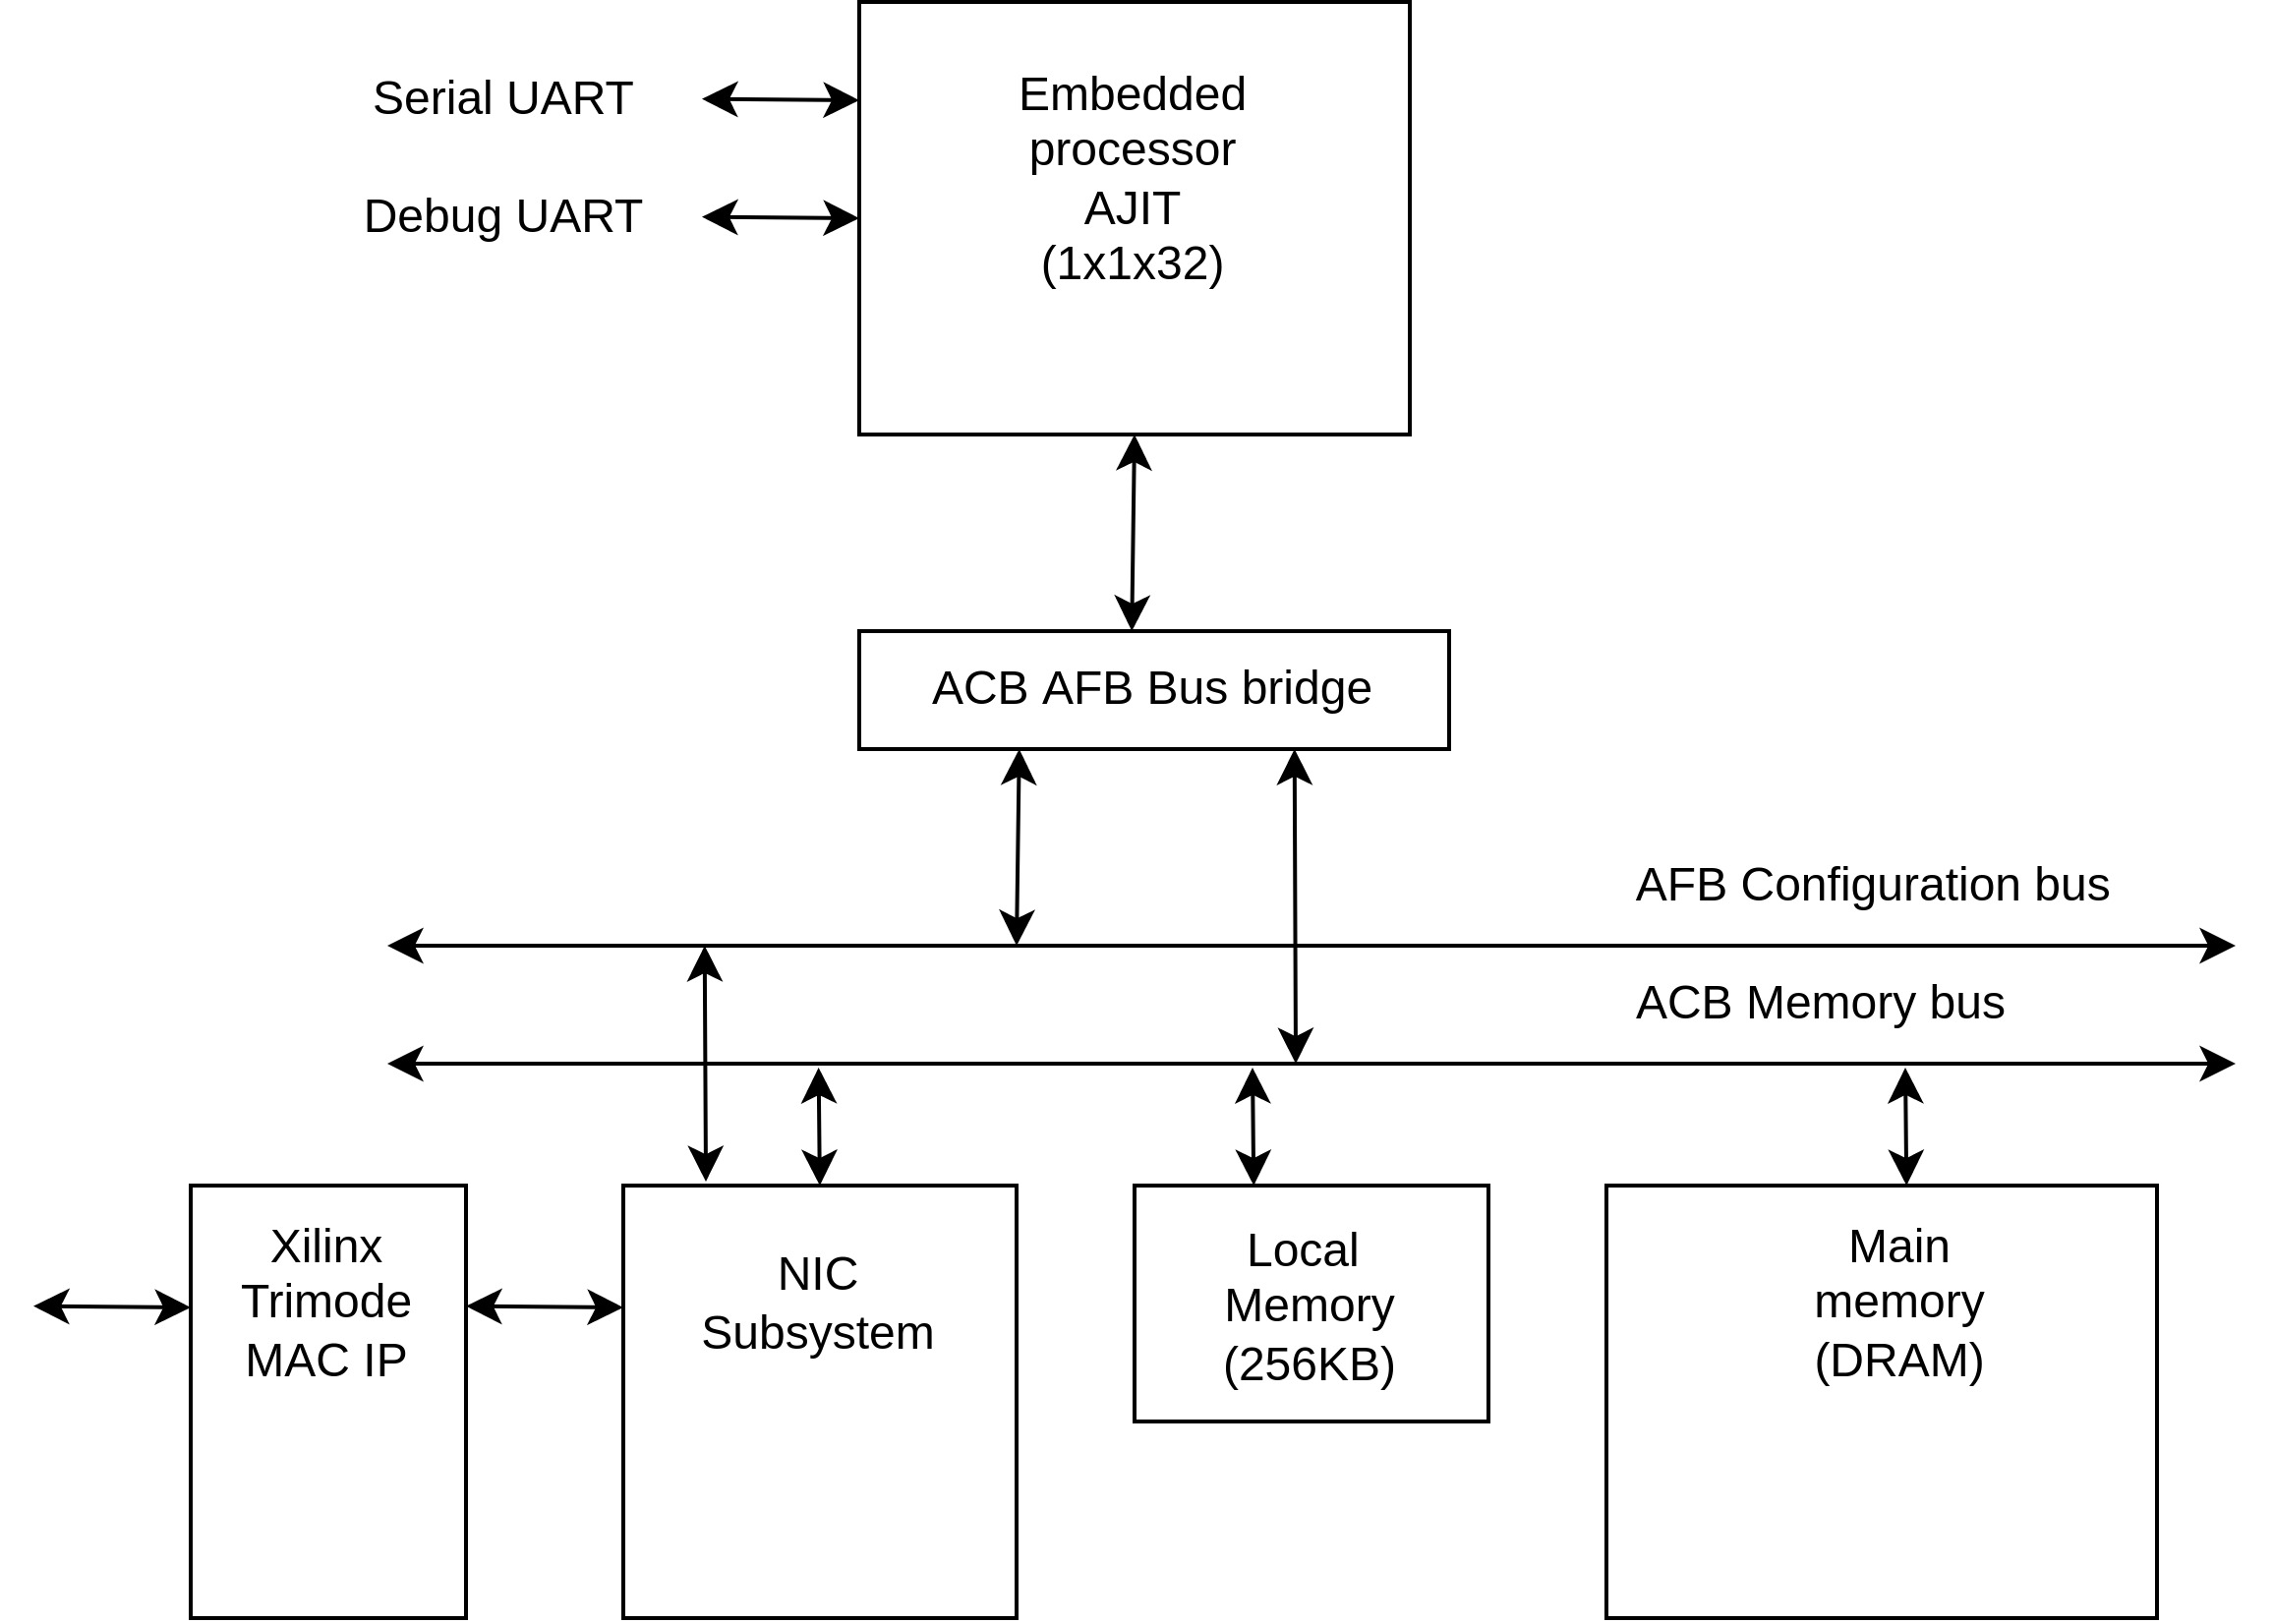 Serial UART
Debug UART
Embedded
processor
AJIT
(1x1x32)
ACB AFB Bus bridge
AFB Configuration bus
ACB Memory bus
Xilinx
Trimode
MAC IP
NIC
Subsystem
Local
Memory
(256KB)
Main
memory
(DRAM)